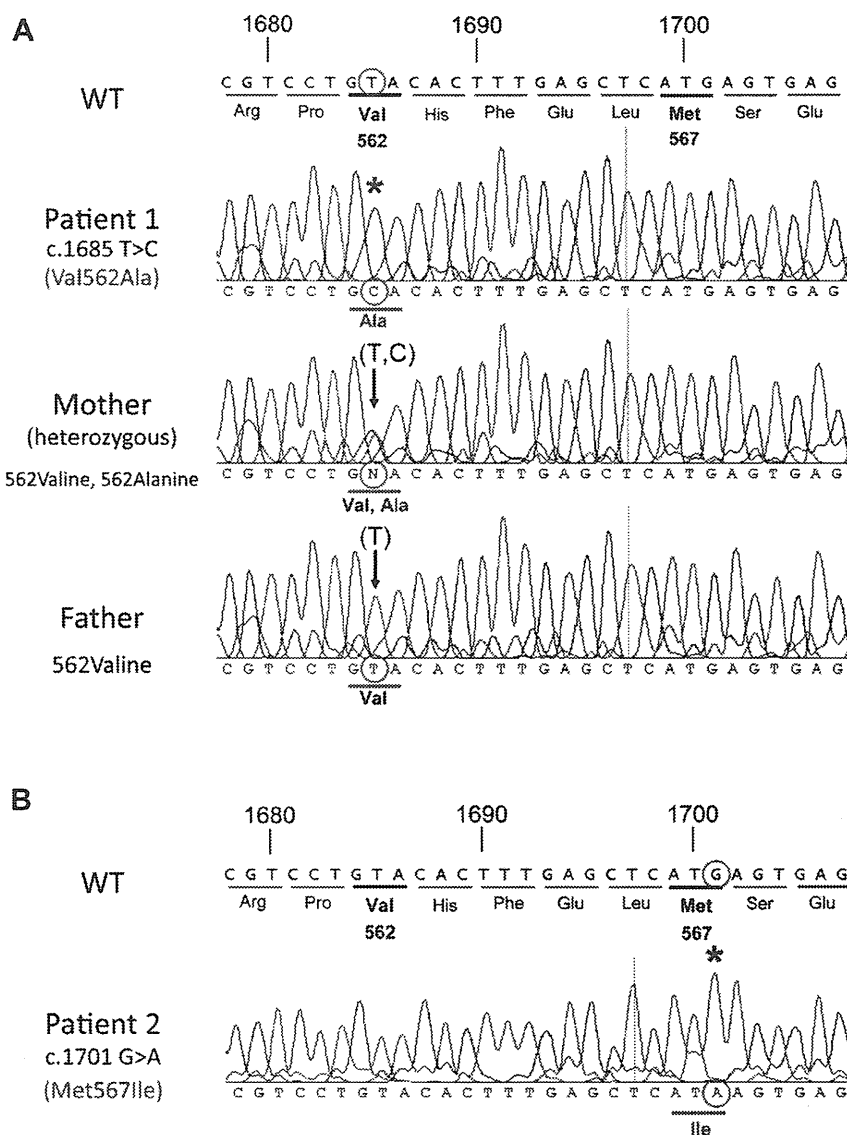 A
1680 1690 1700
WT
C G T C C T G T A C A C T T T G A G C T C A T G A G T G A G
Arg Pro Val His Phe Glu Leu Met Ser Glu
562 567
*
Patient 1
c.1685 T>C
(Val562Ala)
C G T C C T G C A C A C T T T G A G C T C A T G A G T G A G
Ala
(T,C)
Mother
(heterozygous)
562Valine, 562Alanine
C G T C C T G N A C A C T T T G A G C T C A T G A G T G A G
Val, Ala
(T)
Father
562Valine
C G T C C T G T A C A C T T T G A G C T C A T G A G T G A G
Val
B
1680 1690 1700
WT
C G T C C T G T A C A C T T T G A G C T C A T G A G T G A G
Arg Pro Val His Phe Glu Leu Met Ser Glu
562 567
*
Patient 2
c.1701 G>A
(Met567Ile)
C G T C C T G T A C A C T T T G A G C T C A T A A G T G A G
Ile